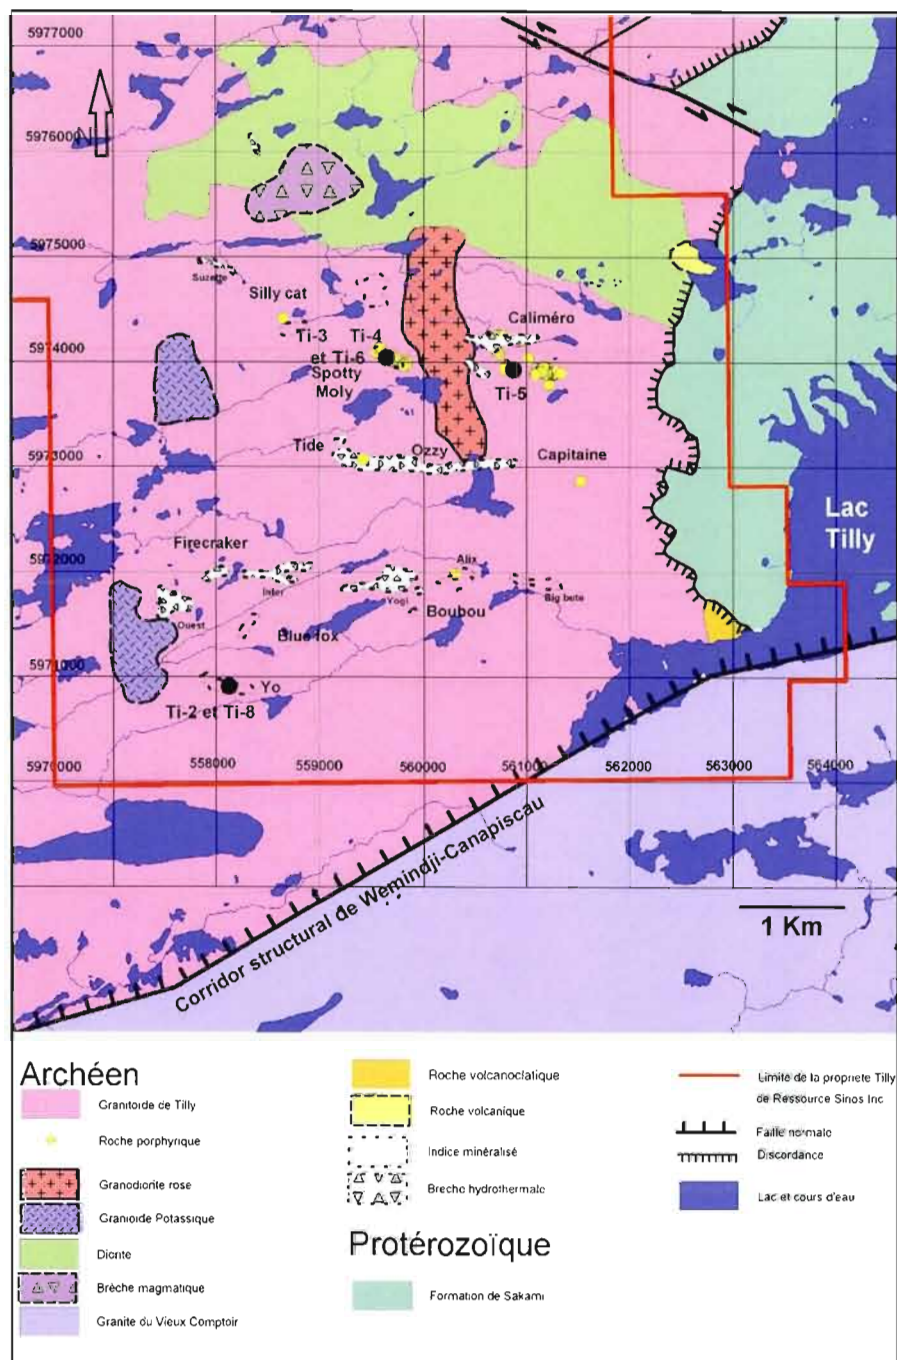 5977000
5976000
N
5975000
Suzette
Silly cat
Caliméro
Ti-3 Ti-4
5974000
et Ti-6
Spotty
Moly
Ti-5
Tide
Ozzy
Capitaine
5973000
Lac
Tilly
Firecraker
Alix
5972000
Inter
Yogi
Big bute
Boubou
Ouest
Blue fox
5971000
Yo
Ti-2 et Ti-8
5970000
558000
559000
560000
561000
562000
563000
564000
Corridor structural de Wemindji-Canapiscau
1 Km
Archéen
Granitoïde de Tilly
Roche porphyrique
Granodiorite rose
Granioïde Potassique
Diorite
Brèche magmatique
Granite du Vieux Comptoir
Roche volcanoclatique
Roche volcanique
Indice minéralisé
Breche hydrothermale
Protérozoïque
Formation de Sakami
Limite de la propriete Tilly
de Ressource Sinos Inc
Faille normale
Discordance
Lac et cours d'eau